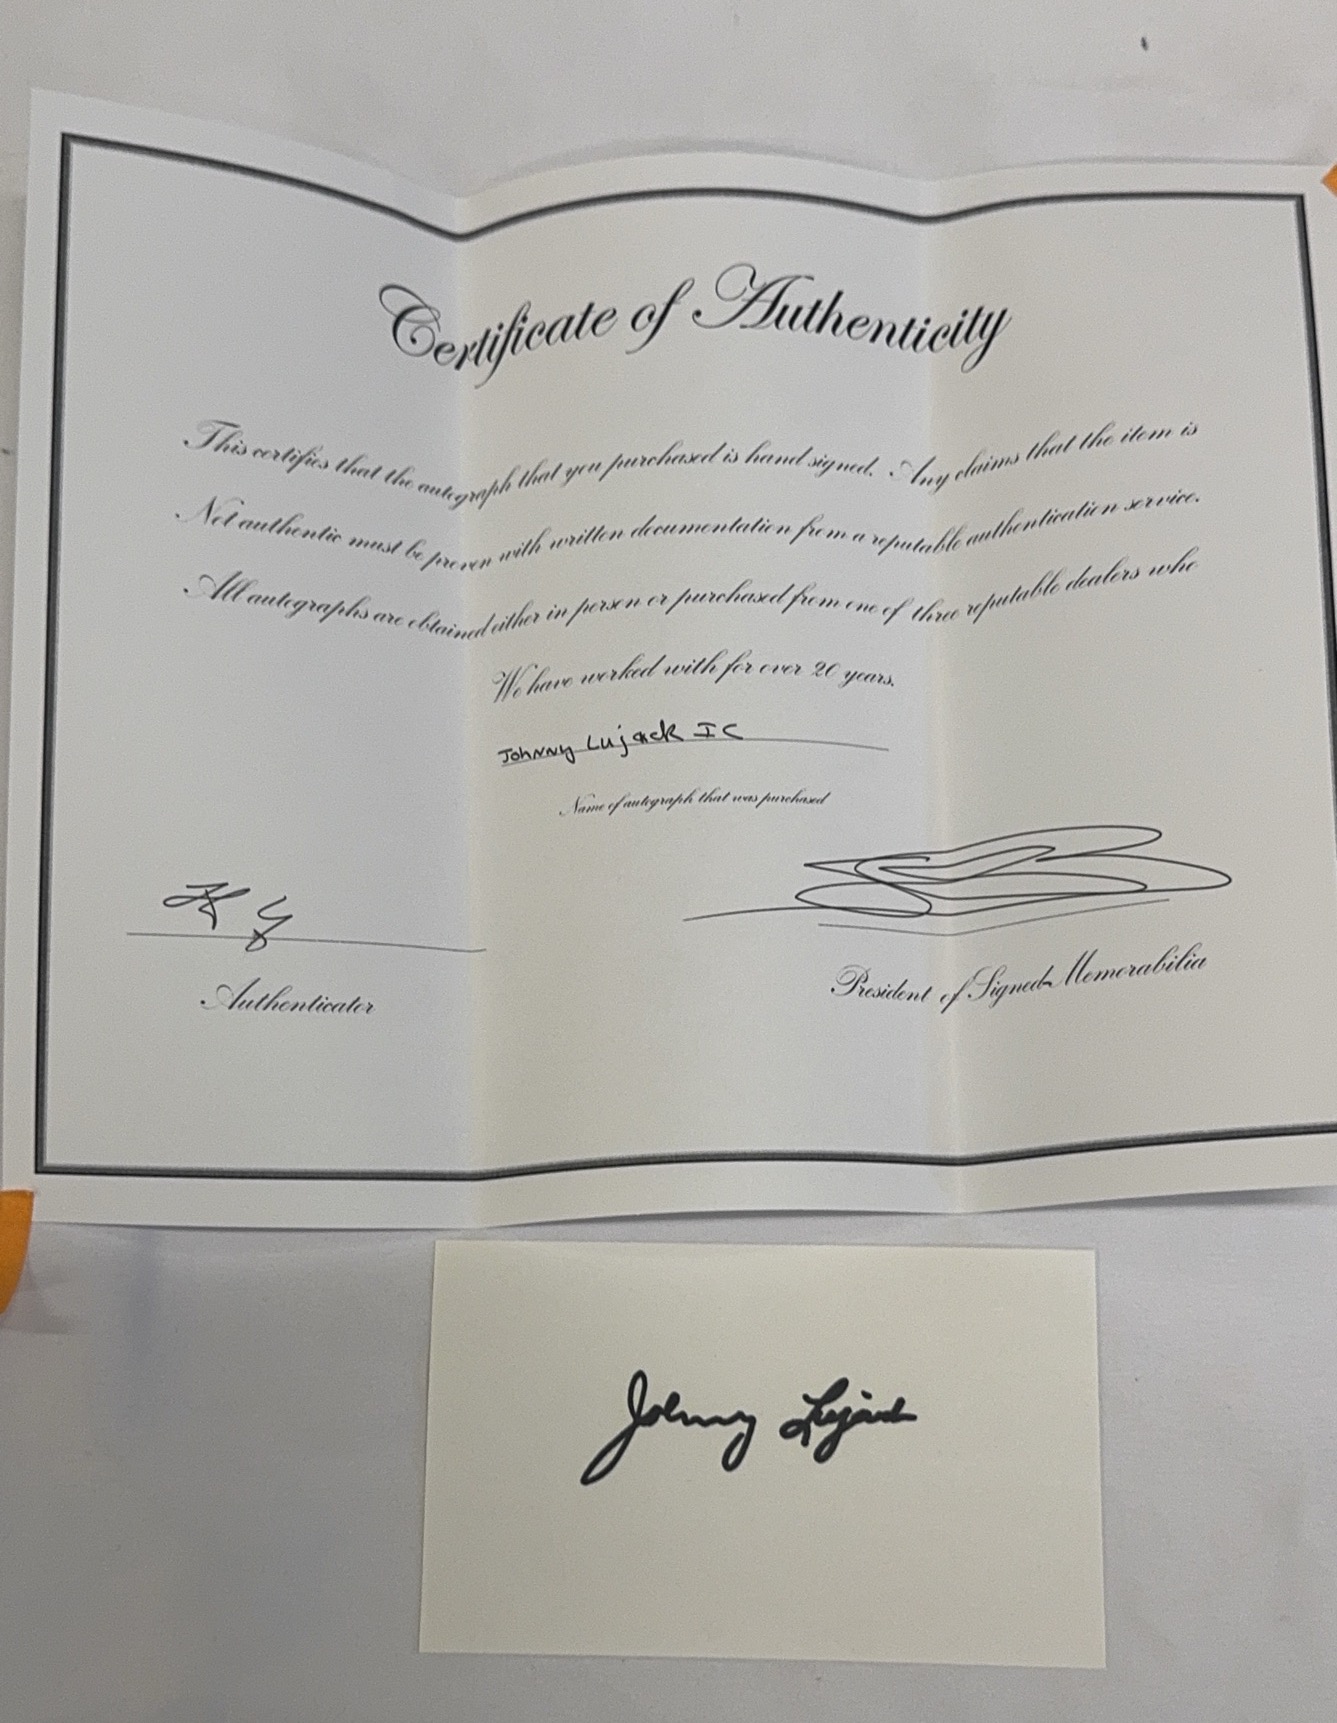 Certificate of Authenticity
This certifies that the autograph that you purchased is hand signed. Any claims that the item is
Not authentic must be proven with written documentation from a reputable authentication service.
All autographs are obtained either in person or purchased from one of three reputable dealers who
We have worked with for over 20 years.
Johnny Lujack IC
Name of autograph that was purchased
Authenticator
President of Signed Memorabilia
Johnny Lujack